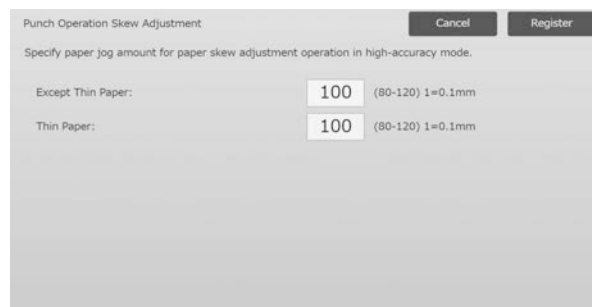 Punch Operation Skew Adjustment Cancel Register
Specify paper jog amount for paper skew adjustment operation in high-accuracy mode.
Except Thin Paper: 100 (80-120) 1=0.1mm
Thin Paper: 100 (80-120) 1=0.1mm